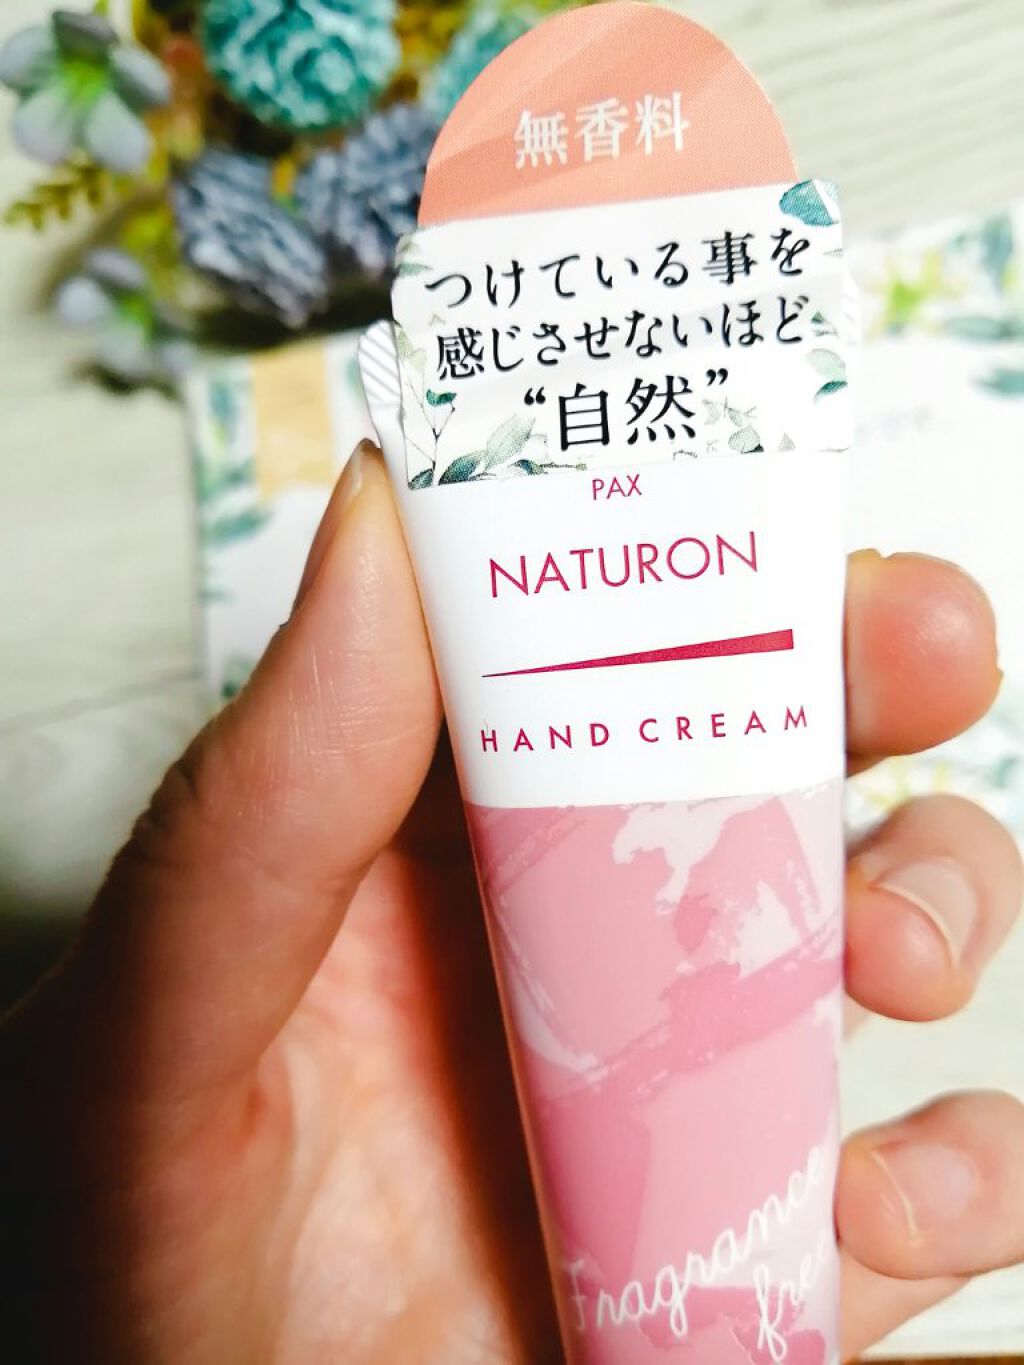 無香料
つけている事を
感じさせないほど
“自然”
PAX
NATURON
HAND CREAM
Fragrance
free